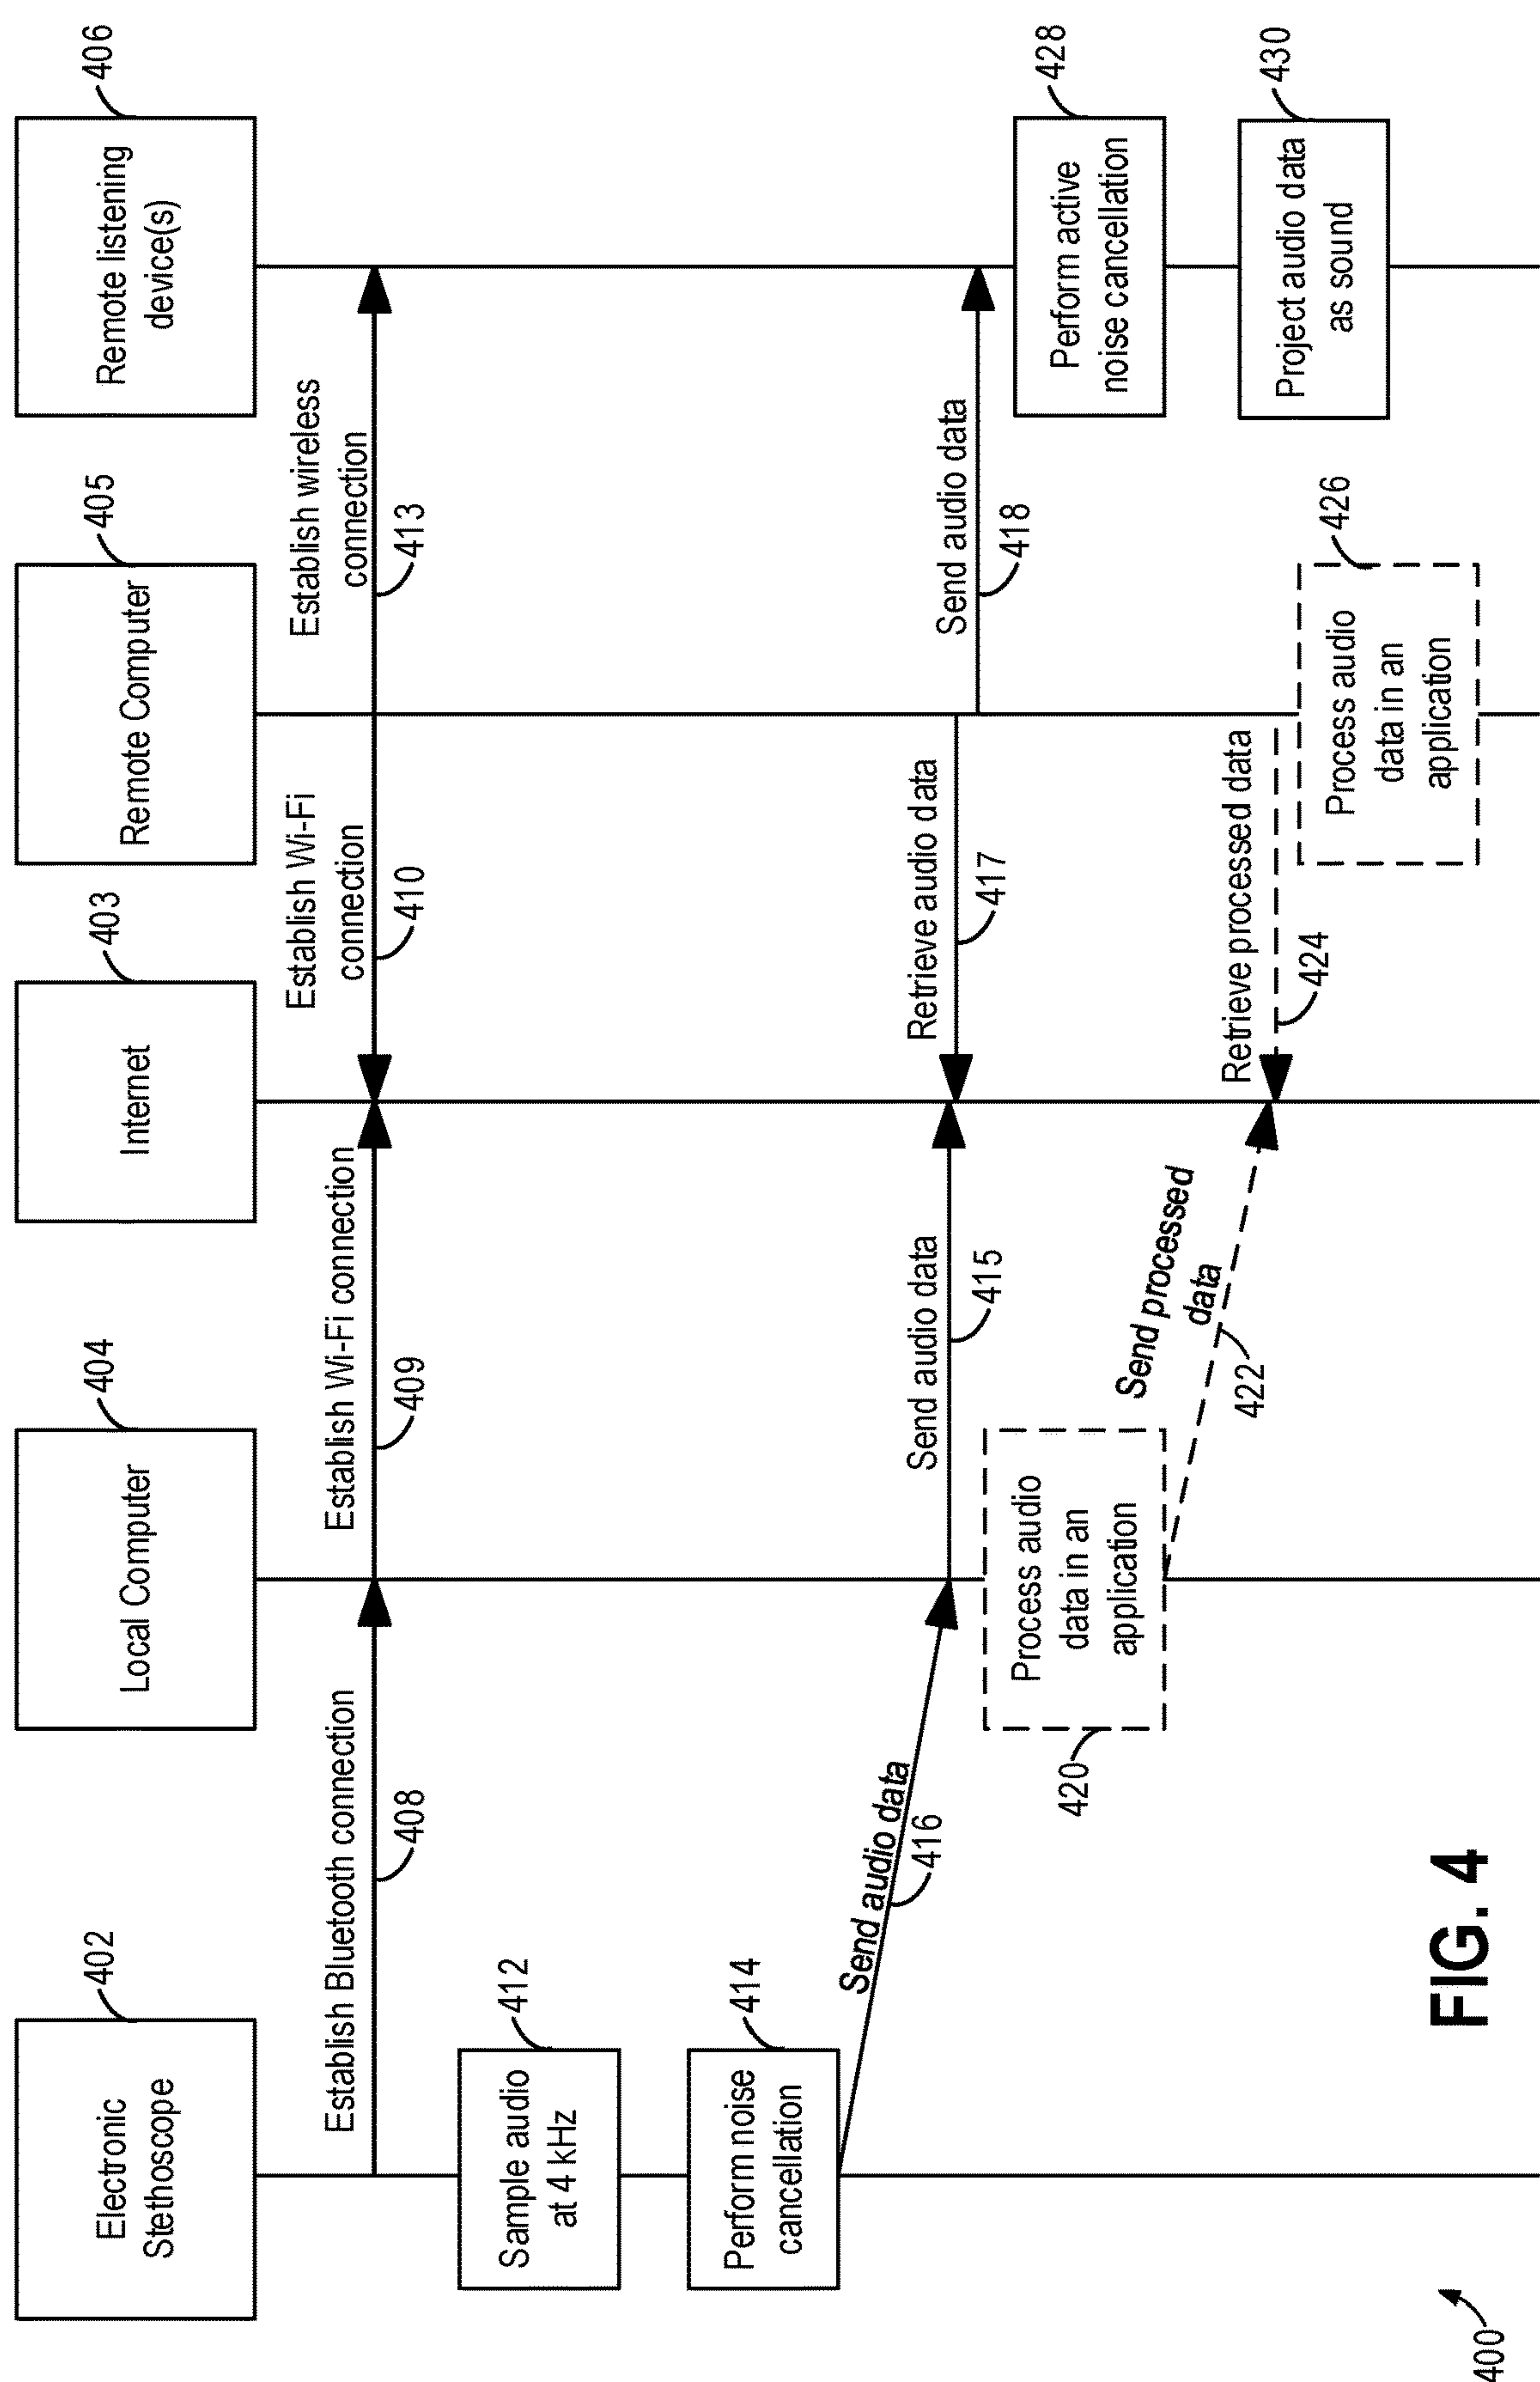 402
Electronic
Stethoscope
404
Local Computer
403
Internet
405
Remote Computer
406
Remote listening
device(s)
Establish Bluetooth connection
408
Establish Wi-Fi connection
409
Establish Wi-Fi
connection
410
Establish wireless
connection
413
412
Sample audio
at 4 kHz
414
Perform noise
cancellation
Send audio data
416
Send audio data
415
Retrieve audio data
417
Send audio data
418
420
Process audio
data in an
application
428
Perform active
noise cancellation
Send processed
data
422
Retrieve processed data
424
430
Project audio data
as sound
426
Process audio
data in an
application
400
FIG. 4